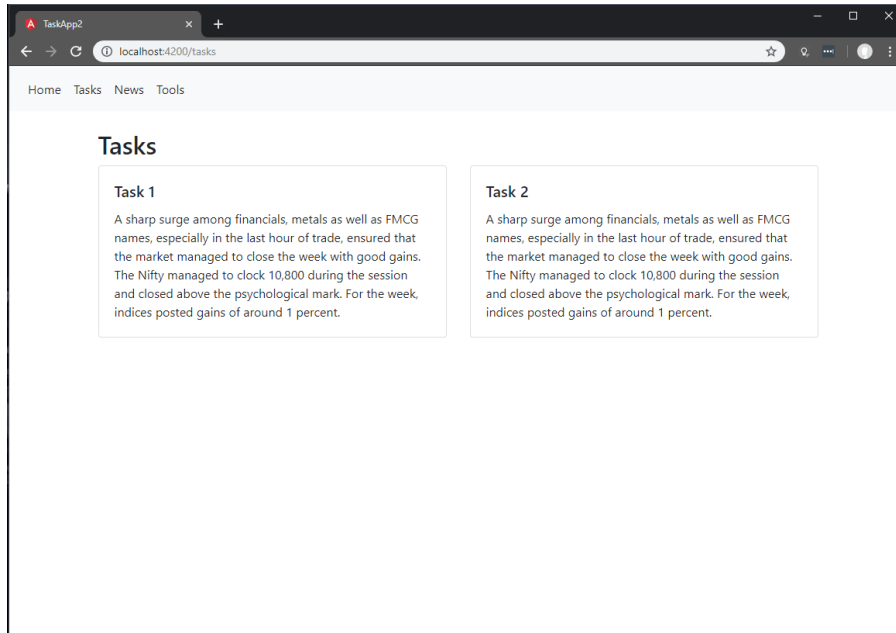 TaskApp2
localhost:4200/tasks
Home Tasks News Tools
Tasks
Task 1
A sharp surge among financials, metals as well as FMCG
names, especially in the last hour of trade, ensured that
the market managed to close the week with good gains.
The Nifty managed to clock 10,800 during the session
and closed above the psychological mark. For the week,
indices posted gains of around 1 percent.
Task 2
A sharp surge among financials, metals as well as FMCG
names, especially in the last hour of trade, ensured that
the market managed to close the week with good gains.
The Nifty managed to clock 10,800 during the session
and closed above the psychological mark. For the week,
indices posted gains of around 1 percent.